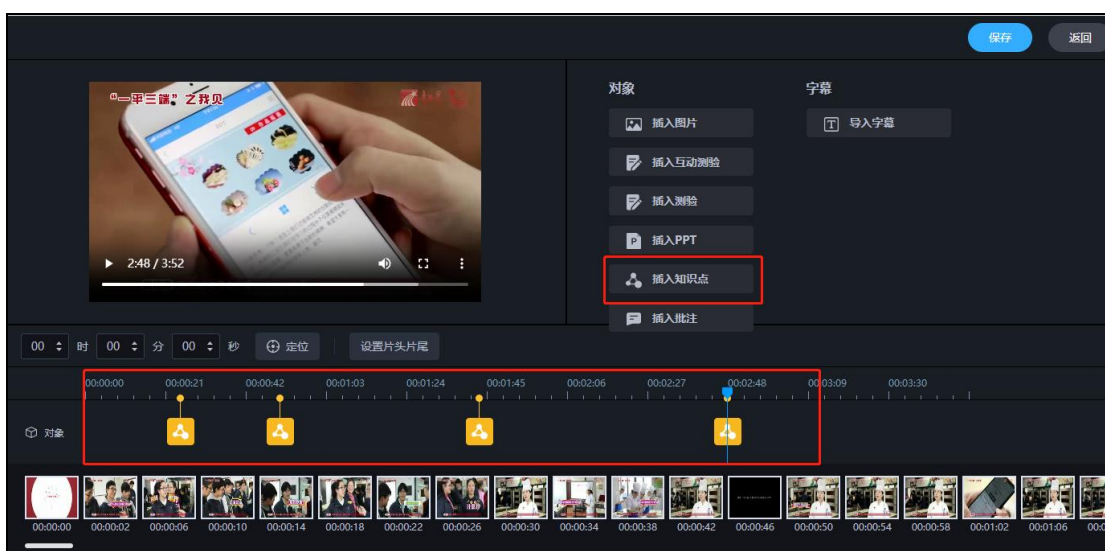 保存 返回
“一平三端”之我见
2:48 / 3:52
对象 字幕
插入图片 导入字幕
插入互动测验
插入测验
插入PPT
插入知识点
插入批注
00 时 00 分 00 秒 定位 设置片头片尾
00:00:00 00:00:21 00:00:42 00:01:03 00:01:24 00:01:45 00:02:06 00:02:27 00:02:48 00:03:09 00:03:30
对象
00:00:00 00:00:02 00:00:06 00:00:10 00:00:14 00:00:18 00:00:22 00:00:26 00:00:30 00:00:34 00:00:38 00:00:42 00:00:46 00:00:50 00:00:54 00:00:58 00:01:02 00:01:06